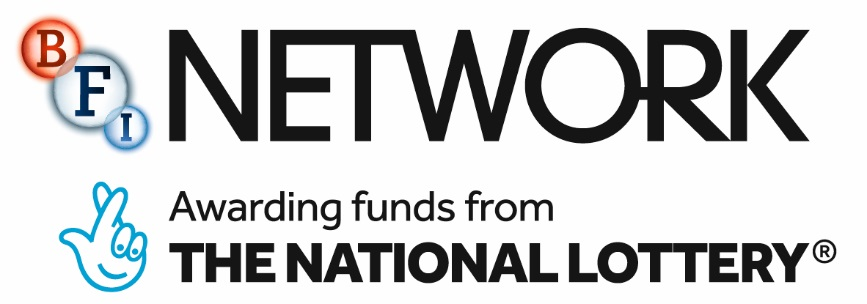 BFI NETWORK
Awarding funds from
THE NATIONAL LOTTERY®